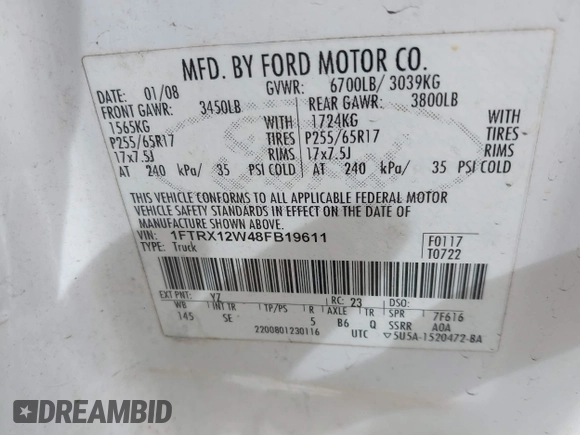 MFD. BY FORD MOTOR CO.
DATE: 01/08 GVWR: 6700LB/ 3039KG
FRONT GAWR: 3450LB REAR GAWR: 3800LB
1565KG WITH 1724KG WITH
P255/65R17 TIRES P255/65R17 TIRES
17x7.5J RIMS 17x7.5J RIMS
AT 240 kPa/ 35 PSI COLD AT 240 kPa/ 35 PSI COLD
THIS VEHICLE CONFORMS TO ALL APPLICABLE FEDERAL MOTOR
VEHICLE SAFETY STANDARDS IN EFFECT ON THE DATE OF MANUFACTURE
SHOWN ABOVE.
VIN: 1FTRX12W48FB19611 F0117
TYPE: Truck T0722
EXT PNT: YZ RC: 23 DSO:
WB INT TR TP/PS R AXLE TR SPR 7F616
145 SE 5 B6 Q SSRR A0A
2200801230116 UTC 5U5A-1520472-BA
DREAMBID